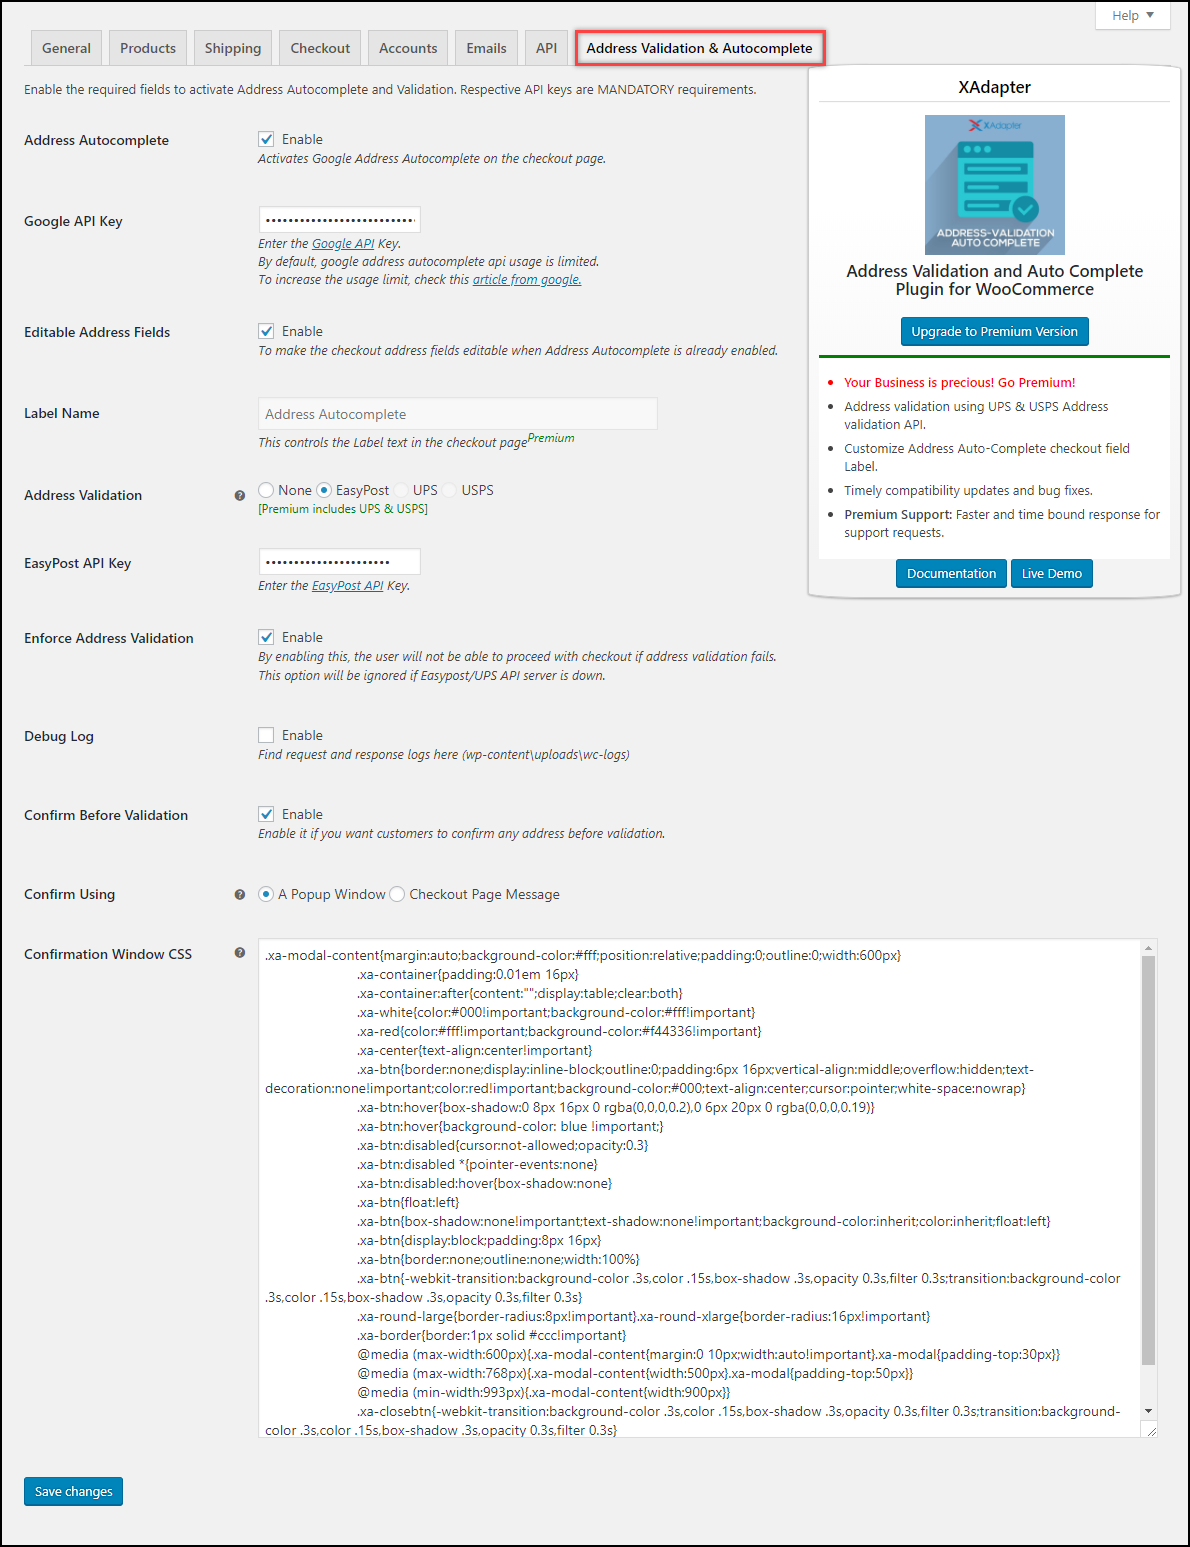 Help ▼
General
Products
Shipping
Checkout
Accounts
Emails
API
Address Validation & Autocomplete
Enable the required fields to activate Address Autocomplete and Validation. Respective API keys are MANDATORY requirements.
Address Autocomplete
Enable
Activates Google Address Autocomplete on the checkout page.
Google API Key
Enter the Google API Key.
By default, google address autocomplete api usage is limited.
To increase the usage limit, check this article from google.
Editable Address Fields
Enable
To make the checkout address fields editable when Address Autocomplete is already enabled.
Label Name
Address Autocomplete
This controls the Label text in the checkout page Premium
Address Validation
None EasyPost UPS USPS
[Premium includes UPS & USPS]
EasyPost API Key
Enter the EasyPost API Key.
Enforce Address Validation
Enable
By enabling this, the user will not be able to proceed with checkout if address validation fails.
This option will be ignored if Easypost/UPS API server is down.
Debug Log
Enable
Find request and response logs here (wp-content\uploads\wc-logs)
Confirm Before Validation
Enable
Enable it if you want customers to confirm any address before validation.
Confirm Using
A Popup Window Checkout Page Message
Confirmation Window CSS
.xa-modal-content{margin:auto;background-color:#fff;position:relative;padding:0;outline:0;width:600px}
.xa-container{padding:0.01em 16px}
.xa-container:after{content:"";display:table;clear:both}
.xa-white{color:#000!important;background-color:#fff!important}
.xa-red{color:#fff!important;background-color:#f44336!important}
.xa-center{text-align:center!important}
.xa-btn{border:none;display:inline-block;outline:0;padding:6px 16px;vertical-align:middle;overflow:hidden;text-
decoration:none!important;color:red!important;background-color:#000;text-align:center;cursor:pointer;white-space:nowrap}
.xa-btn:hover{box-shadow:0 8px 16px 0 rgba(0,0,0,0.2),0 6px 20px 0 rgba(0,0,0,0.19)}
.xa-btn:hover{background-color: blue !important;}
.xa-btn:disabled{cursor:not-allowed;opacity:0.3}
.xa-btn:disabled *{pointer-events:none}
.xa-btn:disabled:hover{box-shadow:none}
.xa-btn{float:left}
.xa-btn{box-shadow:none!important;text-shadow:none!important;background-color:inherit;color:inherit;float:left}
.xa-btn{display:block;padding:8px 16px}
.xa-btn{border:none;outline:none;width:100%}
.xa-btn{-webkit-transition:background-color .3s,color .15s,box-shadow .3s,opacity 0.3s,filter 0.3s;transition:background-color
.3s,color .15s,box-shadow .3s,opacity 0.3s,filter 0.3s}
.xa-round-large{border-radius:8px!important}.xa-round-xlarge{border-radius:16px!important}
.xa-border{border:1px solid #ccc!important}
@media (max-width:600px){.xa-modal-content{margin:0 10px;width:auto!important}.xa-modal{padding-top:30px}}
@media (max-width:768px){.xa-modal-content{width:500px}.xa-modal{padding-top:50px}}
@media (min-width:993px){.xa-modal-content{width:900px}}
.xa-closebtn{-webkit-transition:background-color .3s,color .15s,box-shadow .3s,opacity 0.3s,filter 0.3s;transition:background-
color .3s,color .15s,box-shadow .3s,opacity 0.3s,filter 0.3s}
Save changes
XAdapter
XAdapter
ADDRESS-VALIDATION
AUTO COMPLETE
Address Validation and Auto Complete
Plugin for WooCommerce
Upgrade to Premium Version
Your Business is precious! Go Premium!
Address validation using UPS & USPS Address
validation API.
Customize Address Auto-Complete checkout field
Label.
Timely compatibility updates and bug fixes.
Premium Support: Faster and time bound response for
support requests.
Documentation
Live Demo